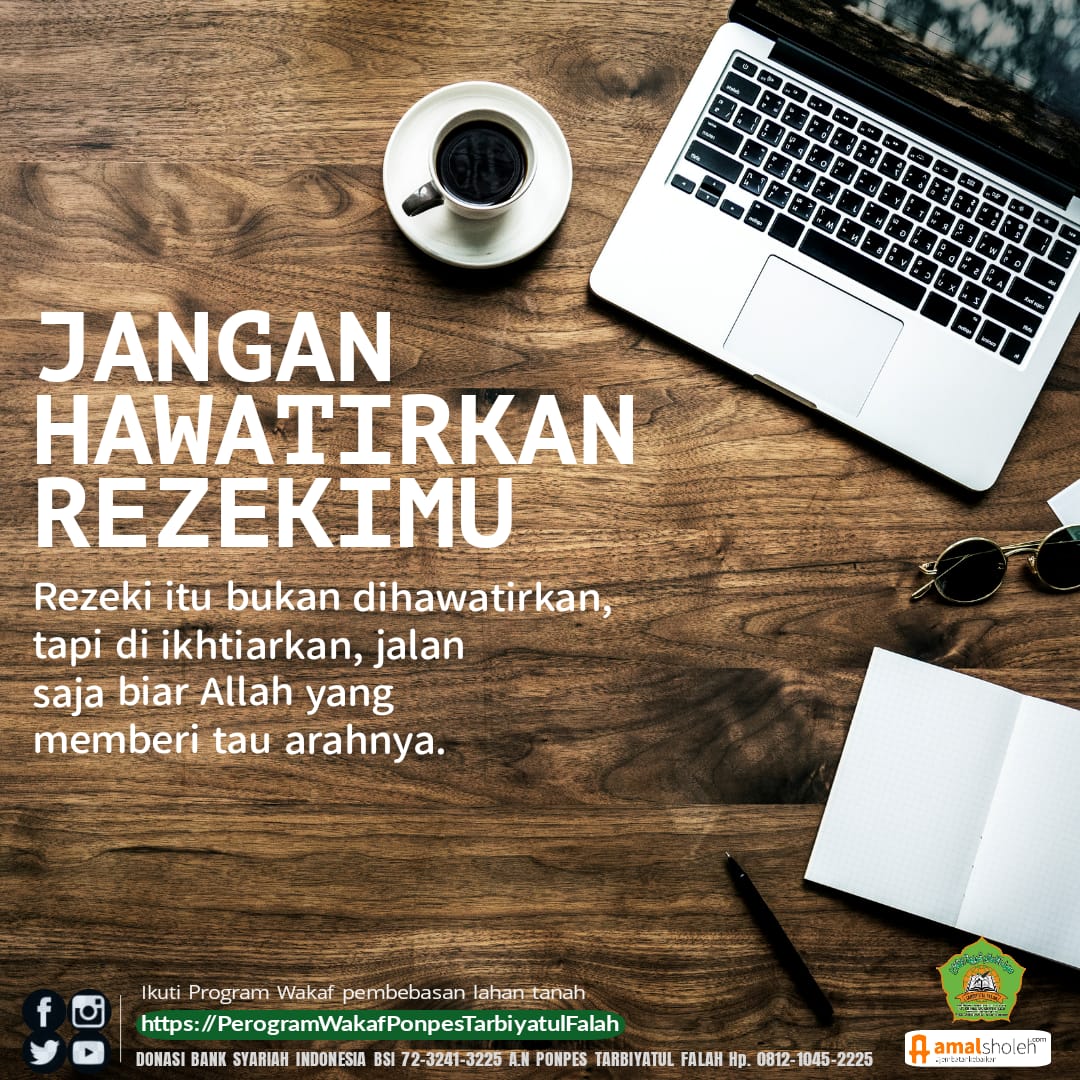 JANGAN
HAWATIRKAN
REZEKIMU
Rezeki itu bukan dihawatirkan,
tapi di ikhtiarkan, jalan
saja biar Allah yang
memberi tau arahnya.
Ikuti Program Wakaf pembebasan lahan tanah
https://PerogramWakafPonpesTarbiyatulFalah
DONASI BANK SYARIAH INDONESIA BSI 72-3241-3225 A.N PONPES TARBIYATUL FALAH Hp. 0812-1045-2225
amalsholeh.com
jembatan kebaikan